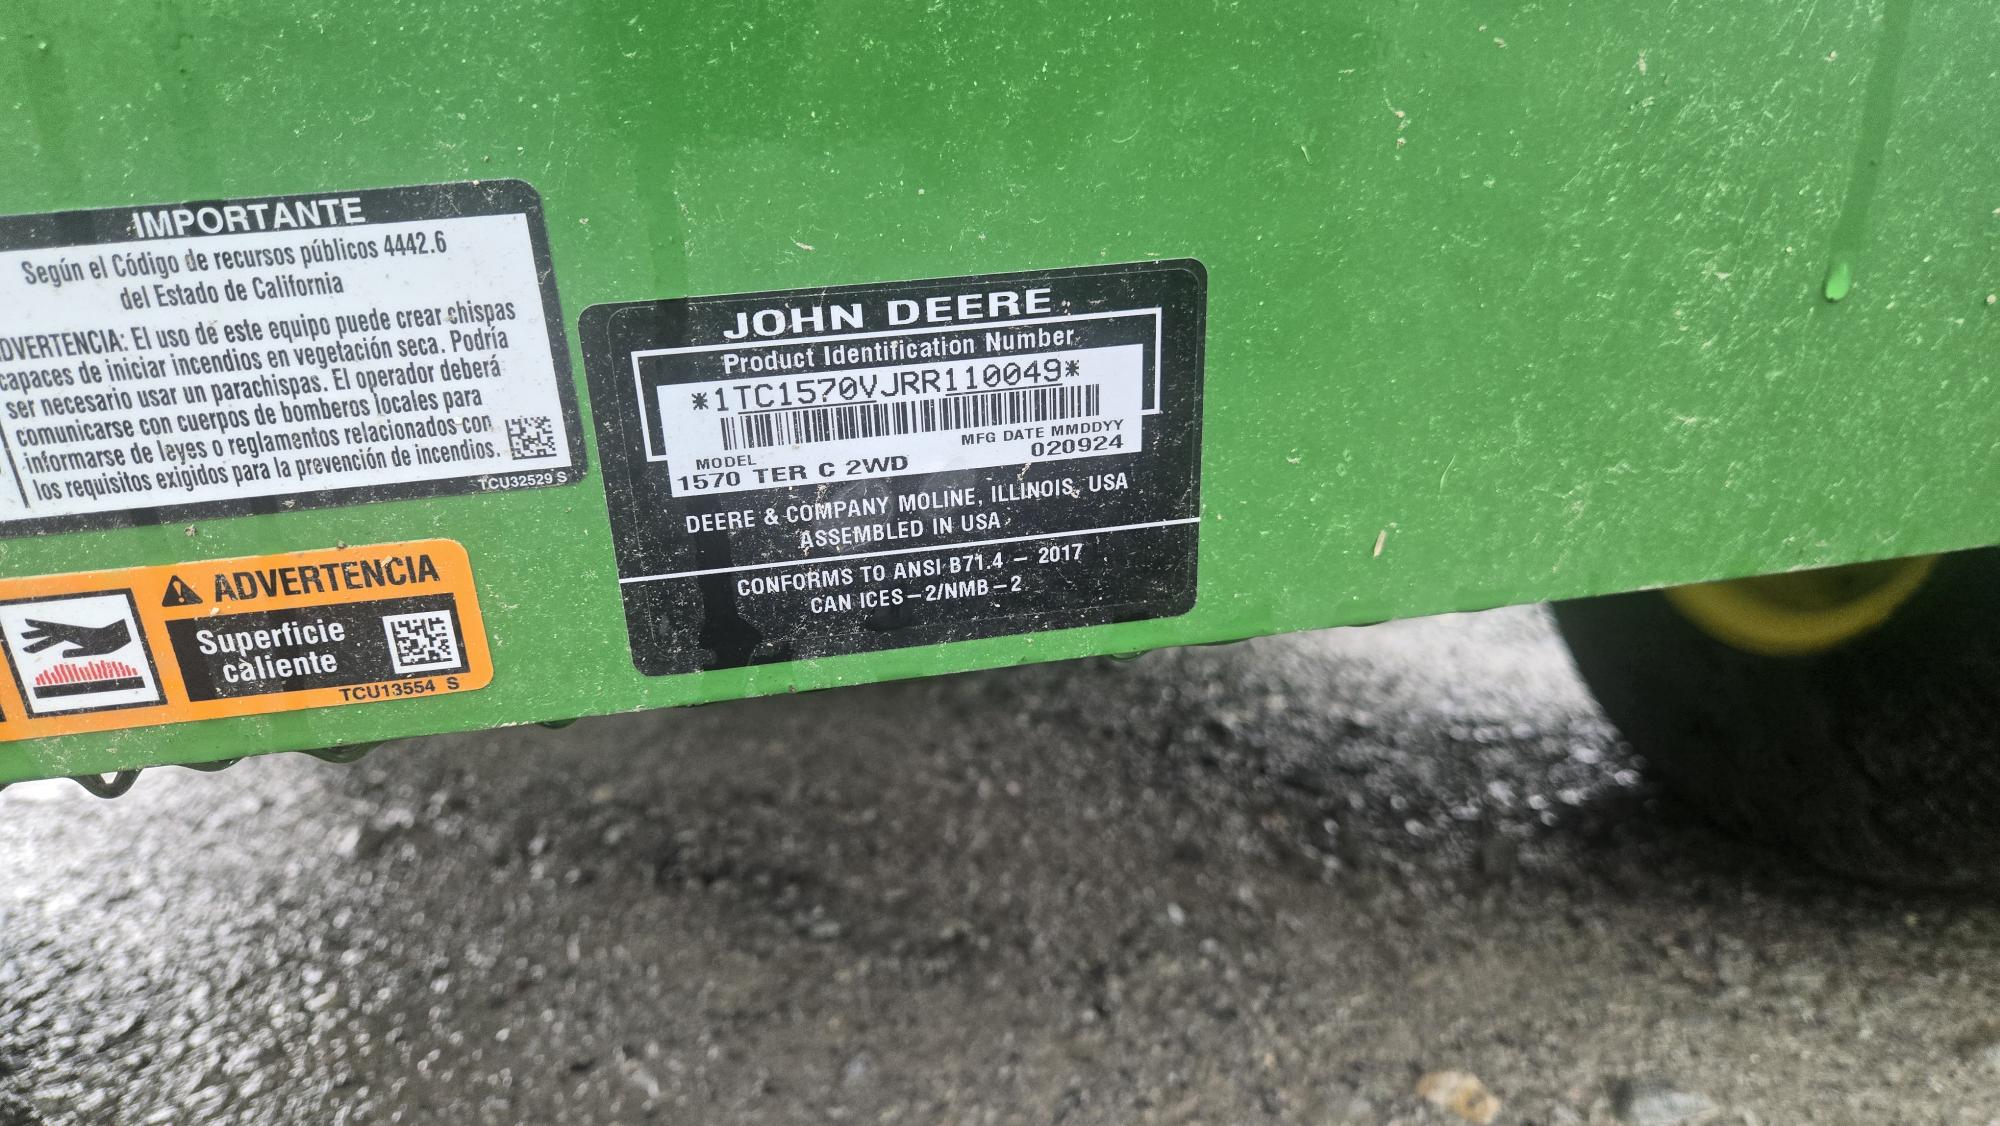 IMPORTANTE
Según el Código de recursos públicos 4442.6
del Estado de California
DVERTENCIA: El uso de este equipo puede crear chispas
capaces de iniciar incendios en vegetación seca. Podría
ser necesario usar un parachispas. El operador deberá
comunicarse con cuerpos de bomberos locales para
informarse de leyes o reglamentos relacionados con
los requisitos exigidos para la prevención de incendios.
TCU32529 S
ADVERTENCIA
Superficie
caliente
TCU13554 S
JOHN DEERE
Product Identification Number
*1TC1570VJRR110049*
MFG DATE MMDDYY
020924
MODEL
1570 TER C 2WD
DEERE & COMPANY MOLINE, ILLINOIS, USA
ASSEMBLED IN USA
CONFORMS TO ANSI B71.4 – 2017
CAN ICES–2/NMB–2